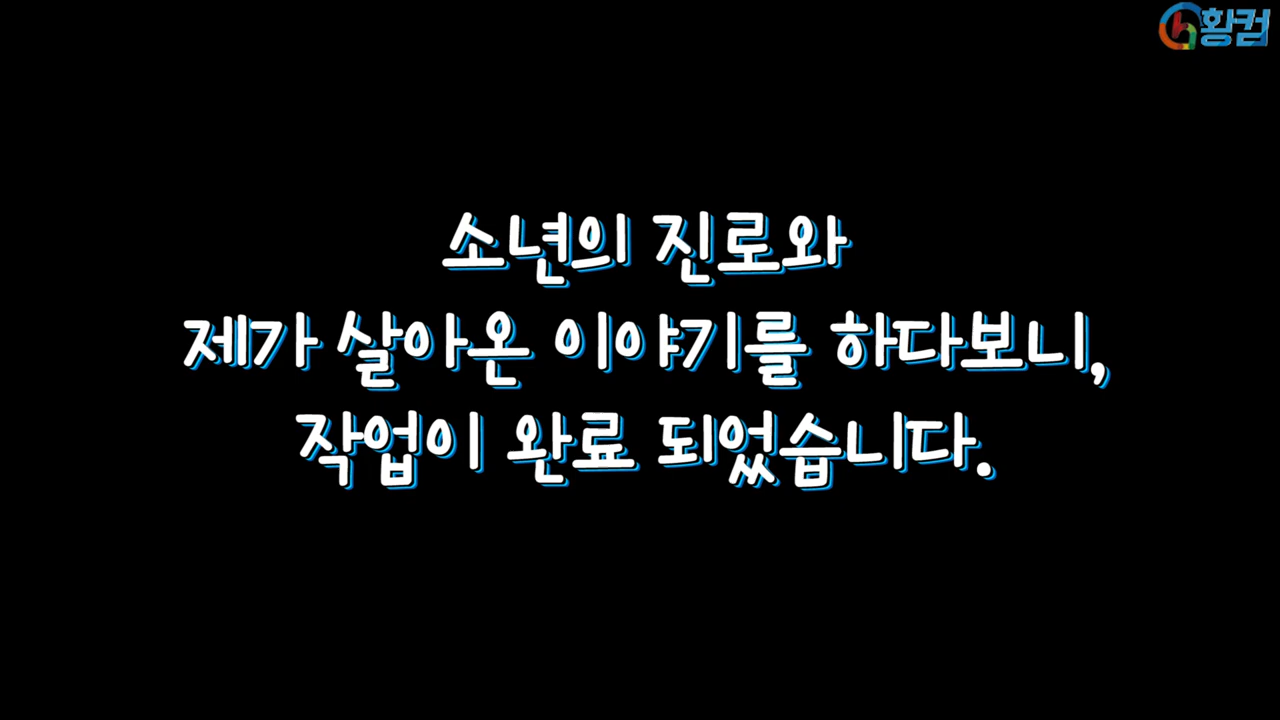 황컴
소년의 진로와
제가 살아온 이야기를 하다보니,
작업이 완료 되었습니다.